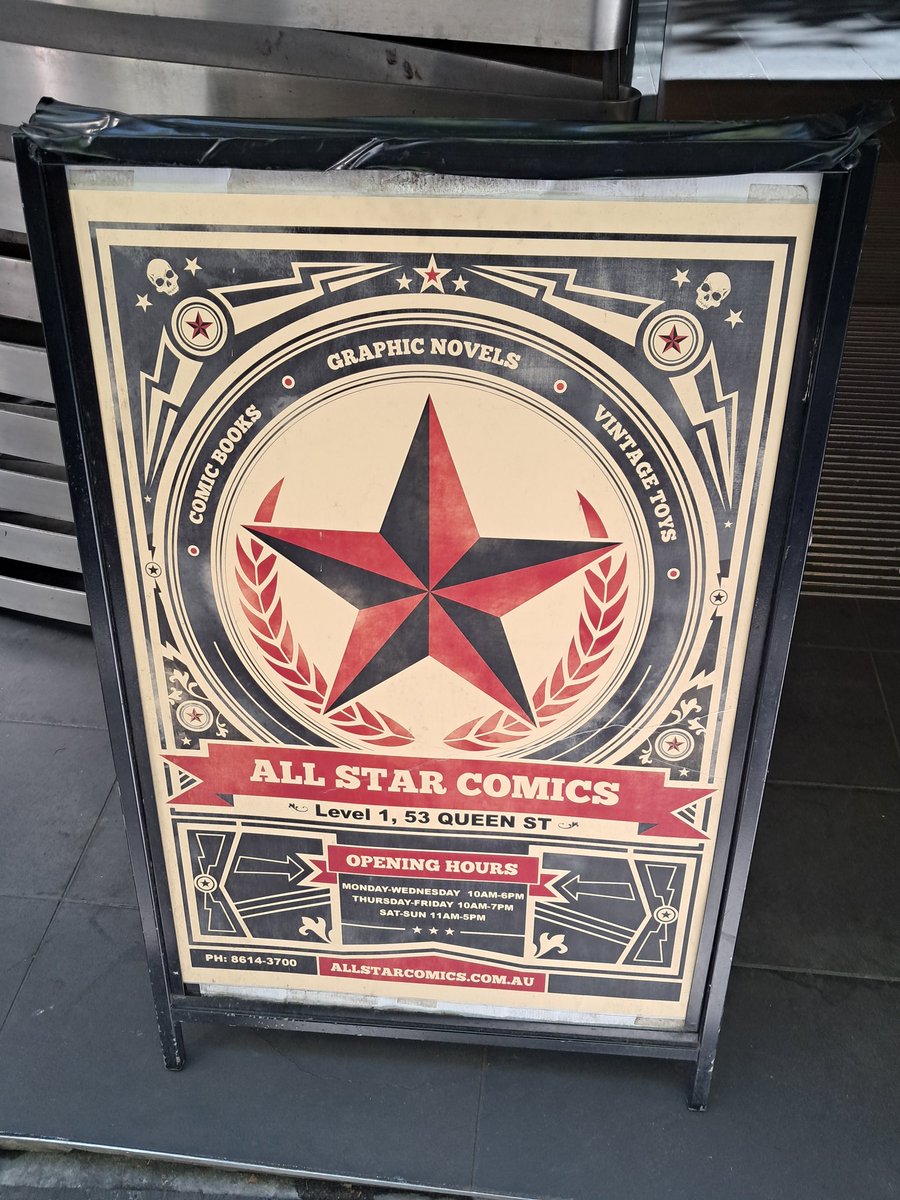 COMIC BOOKS
GRAPHIC NOVELS
VINTAGE TOYS
ALL STAR COMICS
Level 1, 53 QUEEN ST
OPENING HOURS
MONDAY-WEDNESDAY 10AM-6PM
THURSDAY-FRIDAY 10AM-7PM
SAT-SUN 11AM-5PM
PH: 8614-3700
ALLSTARCOMICS.COM.AU